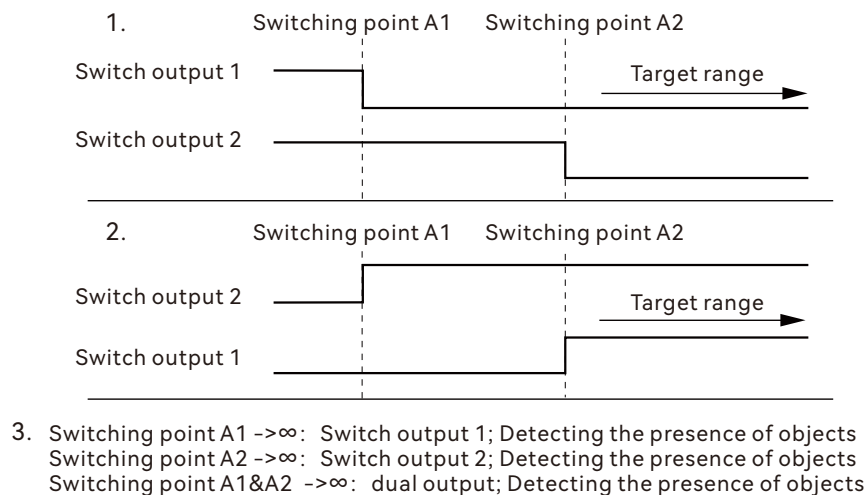 1.
Switching point A1 Switching point A2
Switch output 1
Target range
Switch output 2
2.
Switching point A1 Switching point A2
Switch output 2
Target range
Switch output 1
3. Switching point A1 ->∞: Switch output 1; Detecting the presence of objects
Switching point A2 ->∞: Switch output 2; Detecting the presence of objects
Switching point A1&A2 ->∞: dual output; Detecting the presence of objects